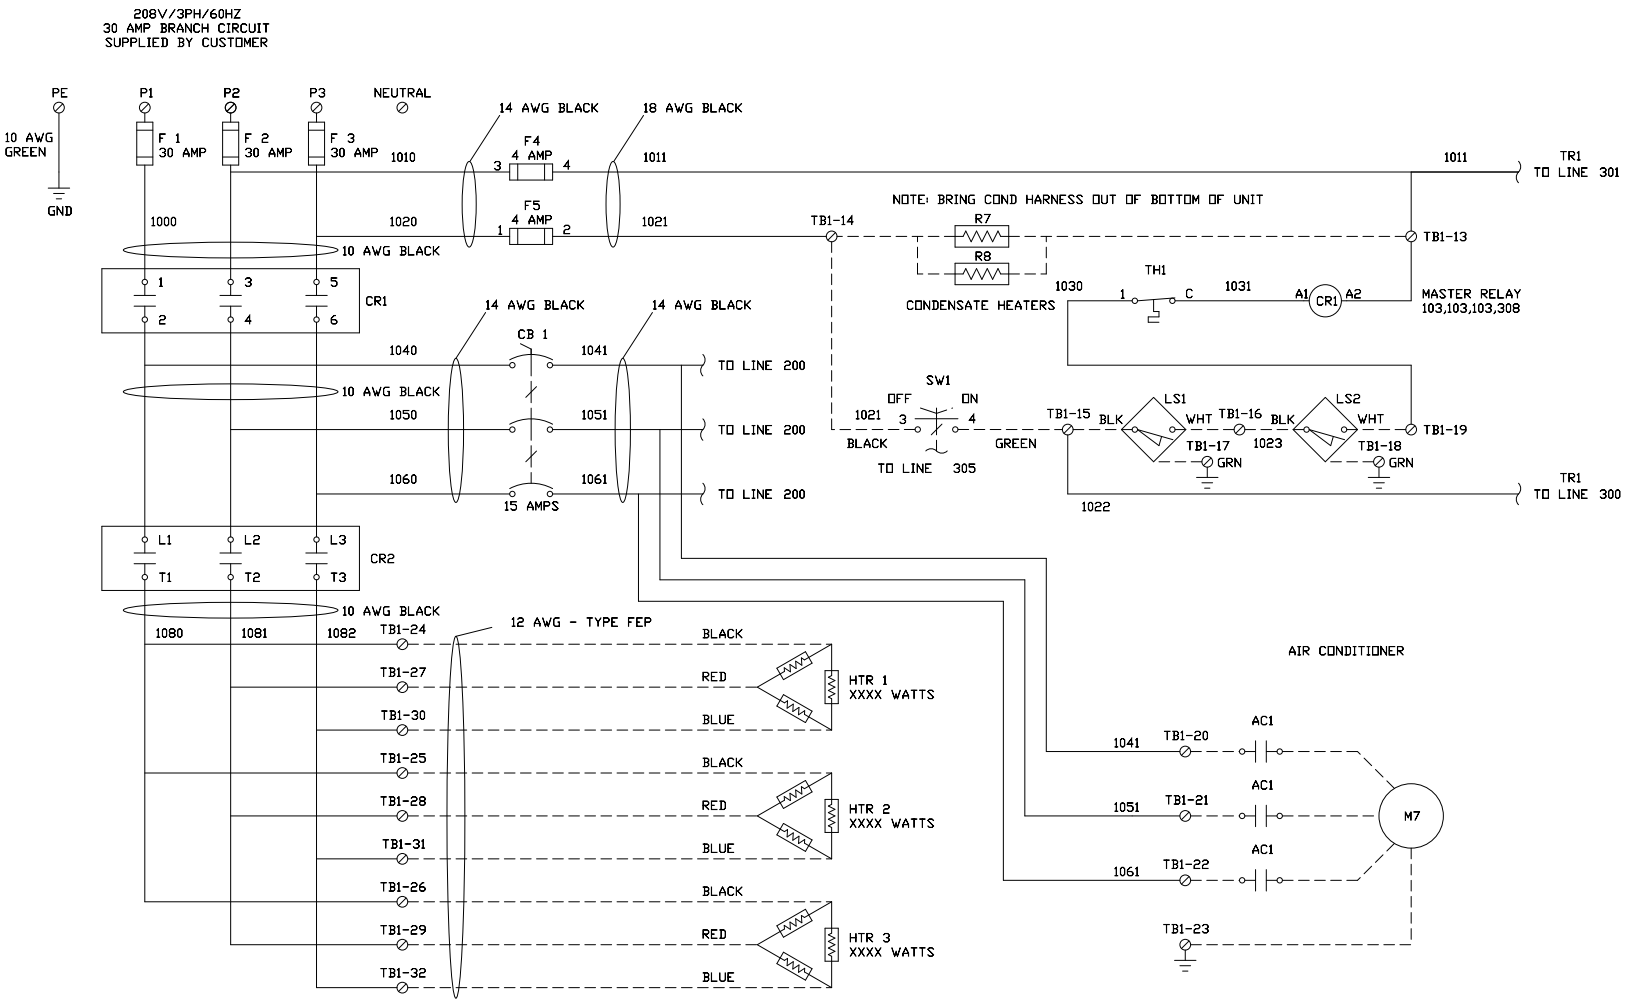 208V/3PH/60HZ
30 AMP BRANCH CIRCUIT
SUPPLIED BY CUSTOMER
PE
P1
P2
P3
NEUTRAL
10 AWG
GREEN
GND
F 1
30 AMP
F 2
30 AMP
F 3
30 AMP
14 AWG BLACK
18 AWG BLACK
1010
3
F4
4 AMP
4
1011
1011
TR1
TO LINE 301
NOTE: BRING COND HARNESS OUT OF BOTTOM OF UNIT
1000
1020
1
F5
4 AMP
2
1021
TB1-14
R7
TB1-13
R8
CONDENSATE HEATERS
10 AWG BLACK
1
3
5
CR1
2
4
6
1030
TH1
1
C
1031
A1
CR1
A2
MASTER RELAY
103,103,103,308
14 AWG BLACK
14 AWG BLACK
CB 1
1040
1041
TO LINE 200
10 AWG BLACK
1050
1051
TO LINE 200
1060
1061
TO LINE 200
15 AMPS
SW1
OFF
ON
1021
3
4
BLACK
GREEN
TO LINE 305
TB1-15
BLK
LS1
WHT
TB1-16
BLK
LS2
WHT
TB1-19
1023
TB1-17
GRN
TB1-18
GRN
1022
TR1
TO LINE 300
L1
L2
L3
CR2
T1
T2
T3
10 AWG BLACK
12 AWG - TYPE FEP
1080
1081
1082
TB1-24
BLACK
TB1-27
RED
HTR 1
XXXX WATTS
TB1-30
BLUE
TB1-25
BLACK
TB1-28
RED
HTR 2
XXXX WATTS
TB1-31
BLUE
TB1-26
BLACK
TB1-29
RED
HTR 3
XXXX WATTS
TB1-32
BLUE
AIR CONDITIONER
1041
TB1-20
AC1
1051
TB1-21
AC1
M7
1061
TB1-22
AC1
TB1-23